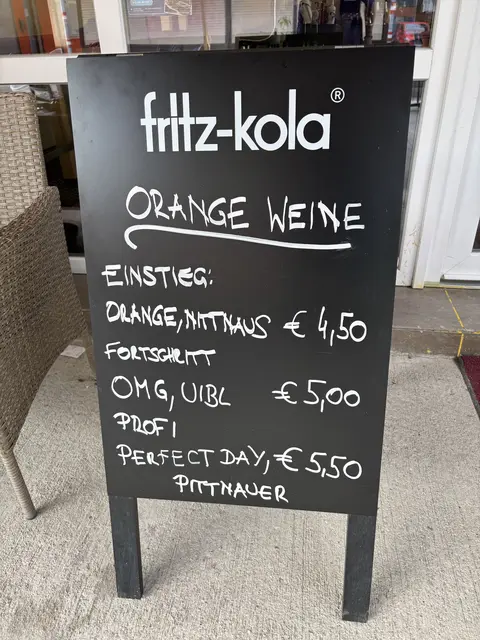 fritz-kola®
ORANGE WEINE
EINSTIEG:
ORANGE, NITTNAUS € 4,50
FORTSCHRITT
OMG, UIBL € 5,00
PROFI
PERFECT DAY, € 5,50
PITTNAUER